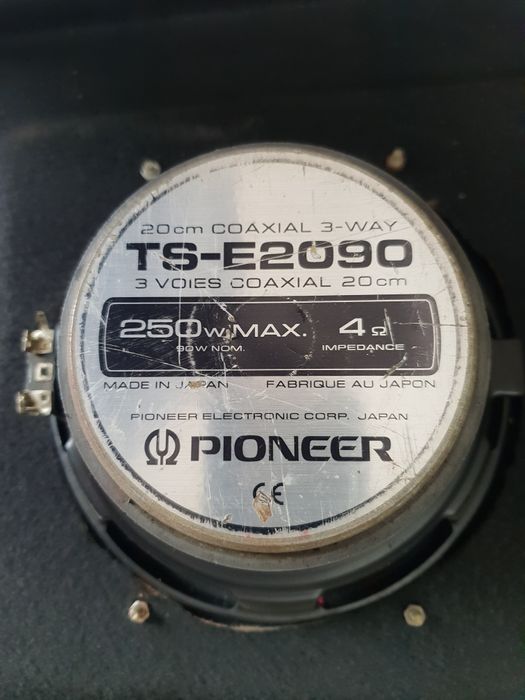 20cm COAXIAL 3-WAY
TS-E2090
3 VOIES COAXIAL 20cm
250W MAX. 4Ω
90W NOM. IMPEDANCE
MADE IN JAPAN FABRIQUE AU JAPON
PIONEER ELECTRONIC CORP. JAPAN
PIONEER
CE